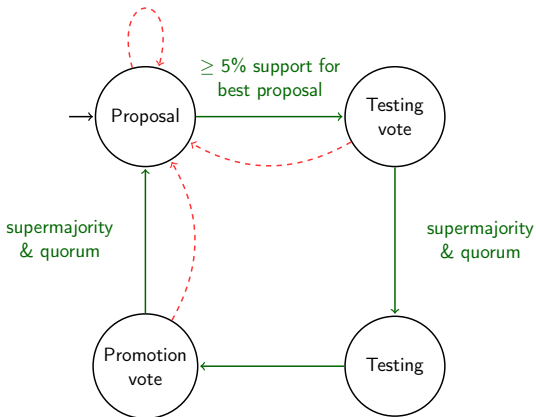 ≥ 5% support for
best proposal
Proposal
Testing
vote
supermajority
& quorum
supermajority
& quorum
Promotion
vote
Testing